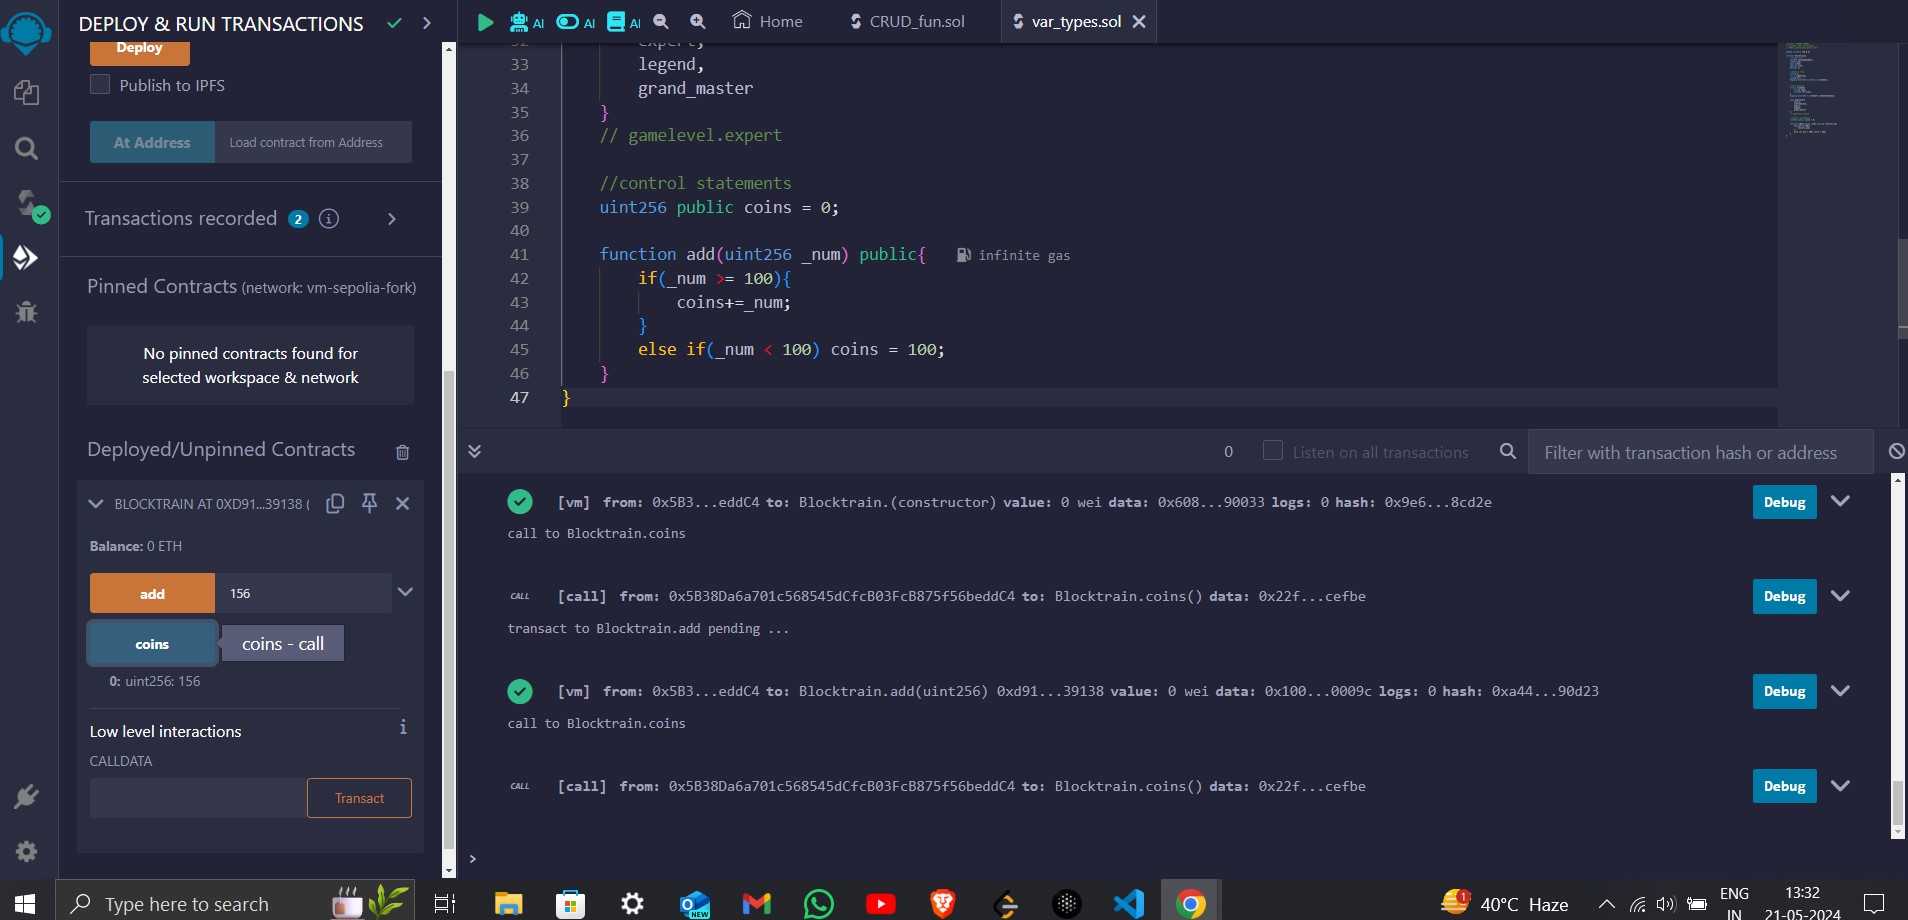 DEPLOY & RUN TRANSACTIONS
Deploy
Publish to IPFS
At Address
Load contract from Address
Transactions recorded 2
Pinned Contracts (network: vm-sepolia-fork)
No pinned contracts found for
selected workspace & network
Deployed/Unpinned Contracts
BLOCKTRAIN AT 0XD91...39138 (
Balance: 0 ETH
add 156
coins coins - call
0: uint256: 156
Low level interactions
CALLDATA
Transact
AI AI AI Home CRUD_fun.sol var_types.sol
32 expert,
33 legend,
34 grand_master
35 }
36 // gamelevel.expert
37
38 //control statements
39 uint256 public coins = 0;
40
41 function add(uint256 _num) public{ infinite gas
42 if(_num >= 100){
43 coins+=_num;
44 }
45 else if(_num < 100) coins = 100;
46 }
47 }
0 Listen on all transactions Filter with transaction hash or address
[vm] from: 0x5B3...eddC4 to: Blocktrain.(constructor) value: 0 wei data: 0x608...90033 logs: 0 hash: 0x9e6...8cd2e Debug
call to Blocktrain.coins
CALL [call] from: 0x5B38Da6a701c568545dCfcB03FcB875f56beddC4 to: Blocktrain.coins() data: 0x22f...cefbe Debug
transact to Blocktrain.add pending ...
[vm] from: 0x5B3...eddC4 to: Blocktrain.add(uint256) 0xd91...39138 value: 0 wei data: 0x100...0009c logs: 0 hash: 0xa44...90d23 Debug
call to Blocktrain.coins
CALL [call] from: 0x5B38Da6a701c568545dCfcB03FcB875f56beddC4 to: Blocktrain.coins() data: 0x22f...cefbe Debug
>
Type here to search
NEW
1 40°C Haze
ENG
IN
13:32
21-05-2024